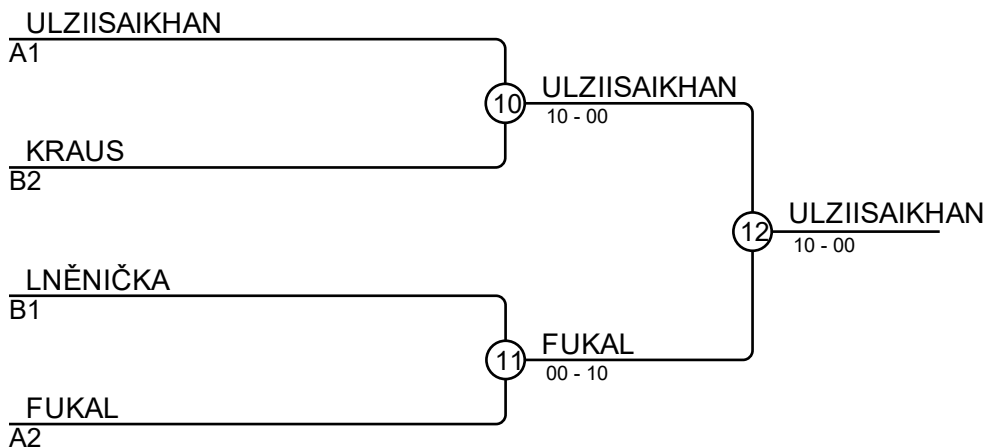 ULZIISAIKHAN
A1
10
ULZIISAIKHAN
10 - 00
KRAUS
B2
12
ULZIISAIKHAN
10 - 00
LNĚNIČKA
B1
11
FUKAL
00 - 10
FUKAL
A2